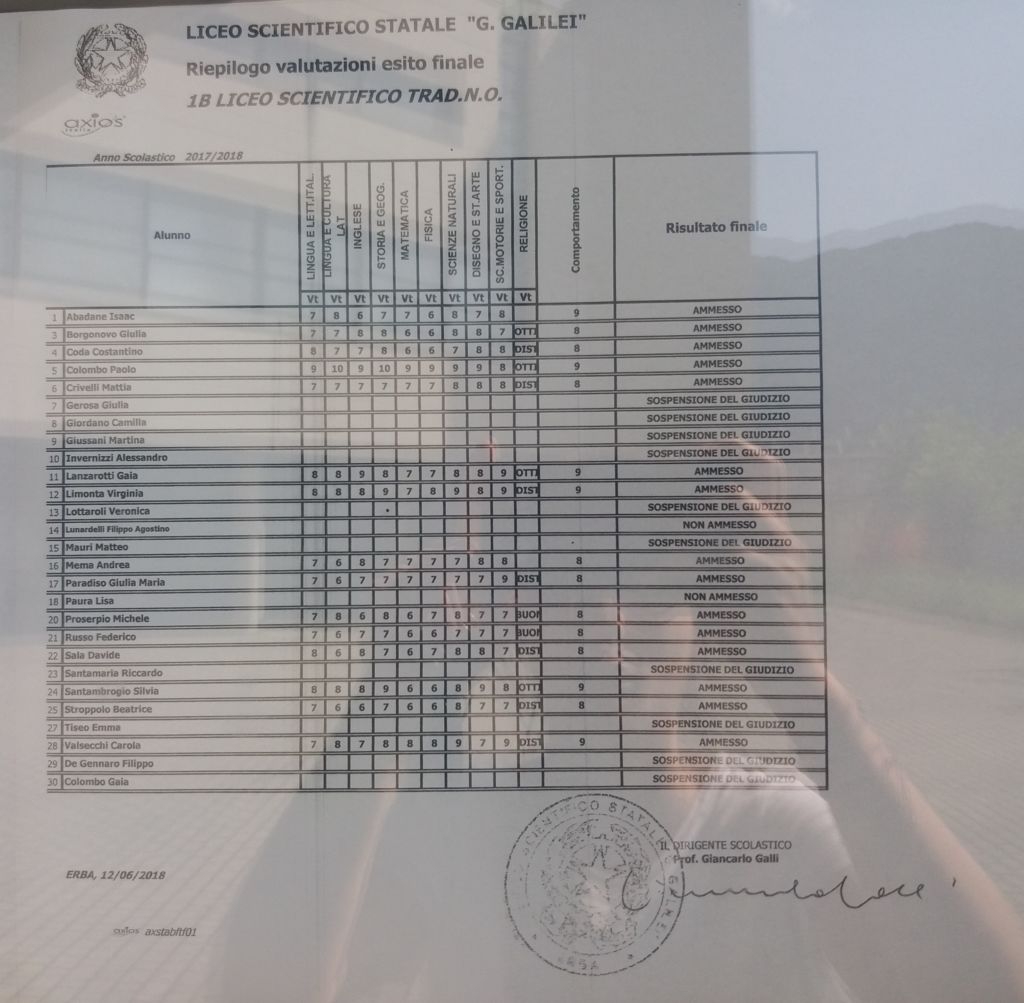 LICEO SCIENTIFICO STATALE "G. GALILEI"
Riepilogo valutazioni esito finale
1B LICEO SCIENTIFICO TRAD.N.O.
axios
italia
Anno Scolastico 2017/2018
Alunno LINGUA E LETT.ITAL. LINGUA E CULTURA LAT INGLESE STORIA E GEOG. MATEMATICA FISICA SCIENZE NATURALI DISEGNO E ST.ARTE SC.MOTORIE E SPORT. RELIGIONE Comportamento Risultato finale
Vt Vt Vt Vt Vt Vt Vt Vt Vt Vt
1 Abadane Isaac 7 8 6 7 7 6 8 7 8 9 AMMESSO
3 Borgonovo Giulia 7 7 8 8 6 6 8 8 7 OTTI 8 AMMESSO
4 Coda Costantino 8 7 7 8 6 6 7 8 8 DIST 8 AMMESSO
5 Colombo Paolo 9 10 9 10 9 9 9 9 8 OTTI 9 AMMESSO
6 Crivelli Mattia 7 7 7 7 7 7 8 8 8 DIST 8 AMMESSO
7 Gerosa Giulia SOSPENSIONE DEL GIUDIZIO
8 Giordano Camilla SOSPENSIONE DEL GIUDIZIO
9 Giussani Martina SOSPENSIONE DEL GIUDIZIO
10 Invernizzi Alessandro SOSPENSIONE DEL GIUDIZIO
11 Lanzarotti Gaia 8 8 9 8 7 7 8 8 9 OTTI 9 AMMESSO
12 Limonta Virginia 8 8 8 9 7 8 9 8 9 DIST 9 AMMESSO
13 Lottaroli Veronica SOSPENSIONE DEL GIUDIZIO
14 Lunardelli Filippo Agostino NON AMMESSO
15 Mauri Matteo SOSPENSIONE DEL GIUDIZIO
16 Mema Andrea 7 6 8 7 7 7 7 8 8 8 AMMESSO
17 Paradiso Giulia Maria 7 6 7 7 7 7 7 7 9 DIST 8 AMMESSO
18 Paura Lisa NON AMMESSO
20 Proserpio Michele 7 8 6 8 6 7 8 7 7 BUON 8 AMMESSO
21 Russo Federico 7 6 7 7 6 6 7 7 7 BUON 8 AMMESSO
22 Sala Davide 8 6 8 7 6 7 8 8 7 DIST 8 AMMESSO
23 Santamaria Riccardo SOSPENSIONE DEL GIUDIZIO
24 Santambrogio Silvia 8 8 8 9 6 6 8 9 8 OTTI 9 AMMESSO
25 Stroppolo Beatrice 7 6 6 7 6 6 8 7 7 DIST 8 AMMESSO
27 Tiseo Emma SOSPENSIONE DEL GIUDIZIO
28 Valsecchi Carola 7 8 7 8 8 8 9 7 9 DIST 9 AMMESSO
29 De Gennaro Filippo SOSPENSIONE DEL GIUDIZIO
30 Colombo Gaia SOSPENSIONE DEL GIUDIZIO
SCIENTIFICO STATALE G. GALILEI
ERBA
IL DIRIGENTE SCOLASTICO
Prof. Giancarlo Galli
ERBA, 12/06/2018
axios axstabftf01